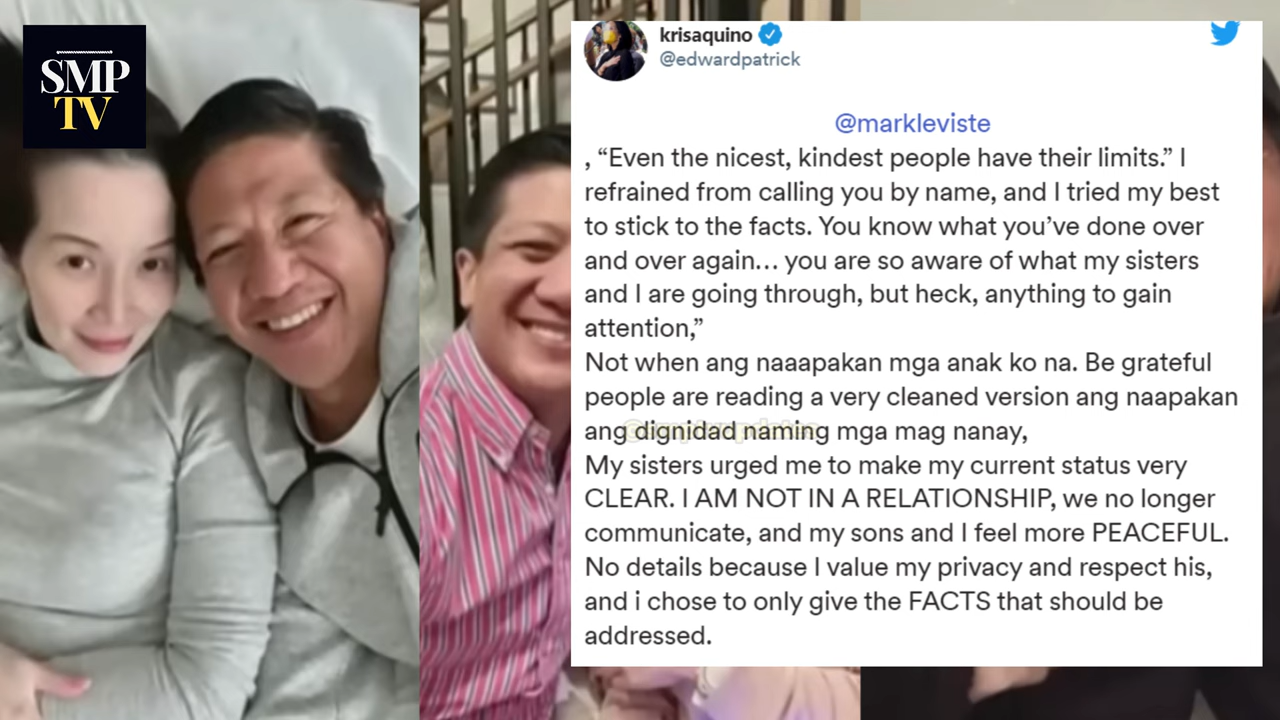 SMP
TV
krisaquino
@edwardpatrick
@markleviste
, “Even the nicest, kindest people have their limits.” I
refrained from calling you by name, and I tried my best
to stick to the facts. You know what you’ve done over
and over again... you are so aware of what my sisters
and I are going through, but heck, anything to gain
attention,”
Not when ang naaapakan mga anak ko na. Be grateful
people are reading a very cleaned version ang naapakan
ang dignidad naming mga mag nanay,
My sisters urged me to make my current status very
CLEAR. I AM NOT IN A RELATIONSHIP, we no longer
communicate, and my sons and I feel more PEACEFUL.
No details because I value my privacy and respect his,
and i chose to only give the FACTS that should be
addressed.